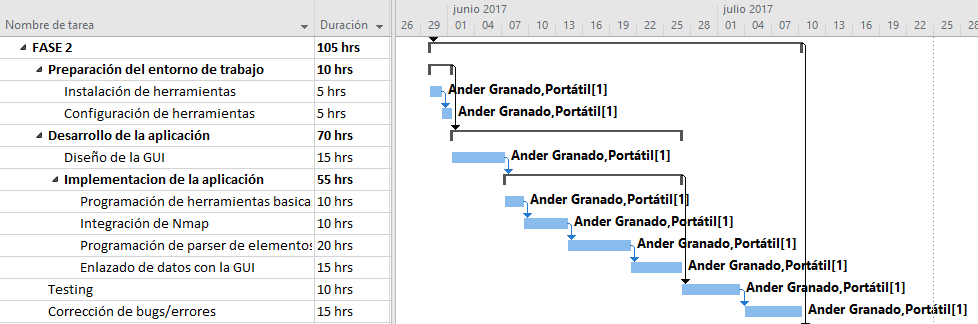 junio 2017 julio 2017
Nombre de tarea Duración 26 29 01 04 07 10 13 16 19 22 25 28 01 04 07 10 13 16 19 22 25 28
FASE 2 105 hrs
Preparación del entorno de trabajo 10 hrs
Instalación de herramientas 5 hrs Ander Granado,Portátil[1]
Configuración de herramientas 5 hrs Ander Granado,Portátil[1]
Desarrollo de la aplicación 70 hrs
Diseño de la GUI 15 hrs Ander Granado,Portátil[1]
Implementacion de la aplicación 55 hrs
Programación de herramientas basica 10 hrs Ander Granado,Portátil[1]
Integración de Nmap 10 hrs Ander Granado,Portátil[1]
Programación de parser de elementos 20 hrs Ander Granado,Portátil[1]
Enlazado de datos con la GUI 15 hrs Ander Granado,Portátil[1]
Testing 10 hrs Ander Granado,Portátil[1]
Corrección de bugs/errores 15 hrs Ander Granado,Portátil[1]